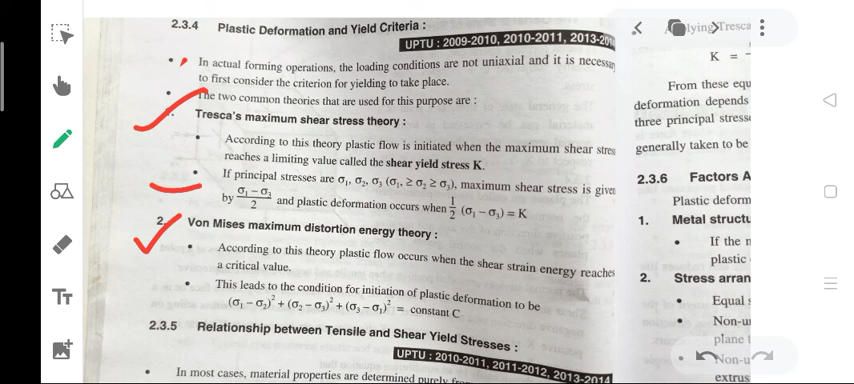 2.3.4 Plastic Deformation and Yield Criteria :
UPTU : 2009-2010, 2010-2011, 2013-201
• In actual forming operations, the loading conditions are not uniaxial and it is necessary
to first consider the criterion for yielding to take place.
• The two common theories that are used for this purpose are :
Tresca's maximum shear stress theory :
• According to this theory plastic flow is initiated when the maximum shear stres
reaches a limiting value called the shear yield stress K.
• If principal stresses are σ₁, σ₂, σ₃ (σ₁, ≥ σ₂ ≥ σ₃), maximum shear stress is given
by (σ₁ − σ₃)/2 and plastic deformation occurs when 1/2 (σ₁ − σ₃) = K
2. Von Mises maximum distortion energy theory :
• According to this theory plastic flow occurs when the shear strain energy reaches
a critical value.
• This leads to the condition for initiation of plastic deformation to be
(σ₁ − σ₂)² + (σ₂ − σ₃)² + (σ₃ − σ₁)² = constant C
2.3.5 Relationship between Tensile and Shear Yield Stresses :
UPTU : 2010-2011, 2011-2012, 2013-2014
• In most cases, material properties are determined purely
Tresca
K =
From these equ
deformation depends
three principal stress
generally taken to be
2.3.6 Factors A
Plastic deform
1. Metal structu
• If the n
plastic
2. Stress arran
• Equal s
• Non-u
plane t
• Non-u
extrus
Tt